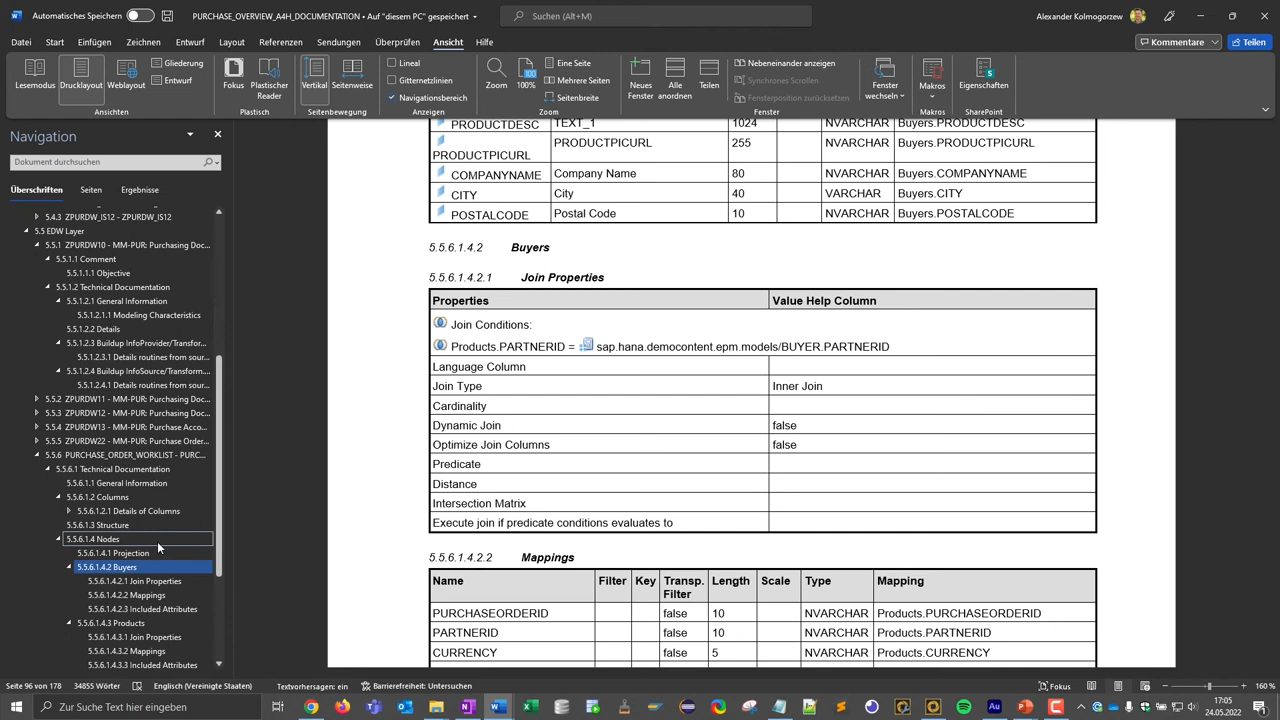 PURCHASE_OVERVIEW_A4H_DOCUMENTATION • Auf "diesem PC" gespeichert
Automatisches Speichern
Suchen (Alt+M)
Alexander Kolmogorzew
Datei Start Einfügen Zeichnen Entwurf Layout Referenzen Sendungen Überprüfen Ansicht Hilfe
Kommentare Teilen
Lesemodus Drucklayout Weblayout
Gliederung
Entwurf
Ansichten
Fokus Plastischer Reader
Plastisch
Vertikal Seitenweise
Seitenbewegung
Lineal
Gitternetzlinien
Navigationsbereich
Anzeigen
Zoom 100%
Eine Seite
Mehrere Seiten
Seitenbreite
Zoom
Neues Fenster Alle anordnen Teilen
Nebeneinander anzeigen
Synchrones Scrollen
Fensterposition zurücksetzen
Fenster wechseln
Fenster
Makros
Makros
Eigenschaften
SharePoint
Navigation
Dokument durchsuchen
Überschriften Seiten Ergebnisse
5.4.3 ZPURDW_IS12 - ZPURDW_IS12
5.5 EDW Layer
5.5.1 ZPURDW10 - MM-PUR: Purchasing Doc...
5.5.1.1 Comment
5.5.1.1.1 Objective
5.5.1.2 Technical Documentation
5.5.1.2.1 General Information
5.5.1.2.1.1 Modeling Characteristics
5.5.1.2.2 Details
5.5.1.2.3 Buildup InfoProvider/Transfor...
5.5.1.2.3.1 Details routines from sour...
5.5.1.2.4 Buildup InfoSource/Transform...
5.5.1.2.4.1 Details routines from sour...
5.5.2 ZPURDW11 - MM-PUR: Purchasing Doc...
5.5.3 ZPURDW12 - MM-PUR: Purchasing Doc...
5.5.4 ZPURDW13 - MM-PUR: Purchase Acco...
5.5.5 ZPURDW22 - MM-PUR: Purchase Order...
5.5.6 PURCHASE_ORDER_WORKLIST - PURC...
5.5.6.1 Technical Documentation
5.5.6.1.1 General Information
5.5.6.1.2 Columns
5.5.6.1.2.1 Details of Columns
5.5.6.1.3 Structure
5.5.6.1.4 Nodes
5.5.6.1.4.1 Projection
5.5.6.1.4.2 Buyers
5.5.6.1.4.2.1 Join Properties
5.5.6.1.4.2.2 Mappings
5.5.6.1.4.2.3 Included Attributes
5.5.6.1.4.3 Products
5.5.6.1.4.3.1 Join Properties
5.5.6.1.4.3.2 Mappings
5.5.6.1.4.3.3 Included Attributes
PRODUCTDESC TEXT_1 1024 NVARCHAR Buyers.PRODUCTDESC
PRODUCTPICURL PRODUCTPICURL 255 NVARCHAR Buyers.PRODUCTPICURL
COMPANYNAME Company Name 80 NVARCHAR Buyers.COMPANYNAME
CITY City 40 VARCHAR Buyers.CITY
POSTALCODE Postal Code 10 NVARCHAR Buyers.POSTALCODE
5.5.6.1.4.2 Buyers
5.5.6.1.4.2.1 Join Properties
Properties Value Help Column
Join Conditions:
Products.PARTNERID = sap.hana.democontent.epm.models/BUYER.PARTNERID
Language Column
Join Type Inner Join
Cardinality
Dynamic Join false
Optimize Join Columns false
Predicate
Distance
Intersection Matrix
Execute join if predicate conditions evaluates to
5.5.6.1.4.2.2 Mappings
Name Filter Key Transp. Filter Length Scale Type Mapping
PURCHASEORDERID false 10 NVARCHAR Products.PURCHASEORDERID
PARTNERID false 10 NVARCHAR Products.PARTNERID
CURRENCY false 5 NVARCHAR Products.CURRENCY
Seite 96 von 178 34855 Wörter Englisch (Vereinigte Staaten) Textvorhersagen: ein Barrierefreiheit: Untersuchen
Fokus 160 %
Zur Suche Text hier eingeben
17:05
24.05.2022